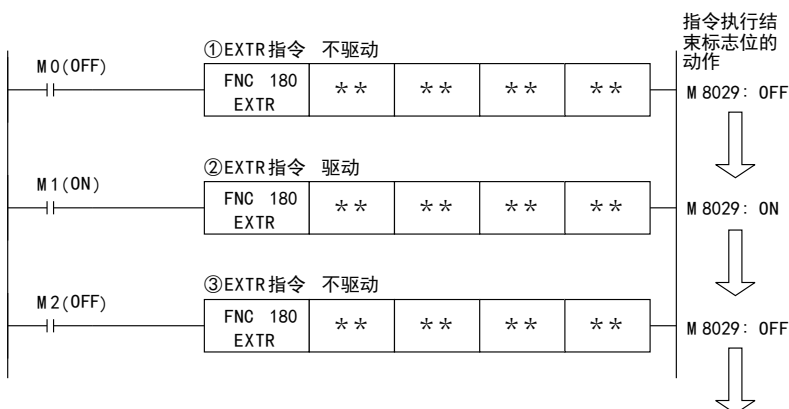 指令执行结
束标志位的
动作
①EXTR指令 不驱动
M0(OFF)
FNC 180
EXTR
** ** ** **
M8029: OFF
②EXTR指令 驱动
M1(ON)
FNC 180
EXTR
** ** ** **
M8029: ON
③EXTR指令 不驱动
M2(OFF)
FNC 180
EXTR
** ** ** **
M8029: OFF